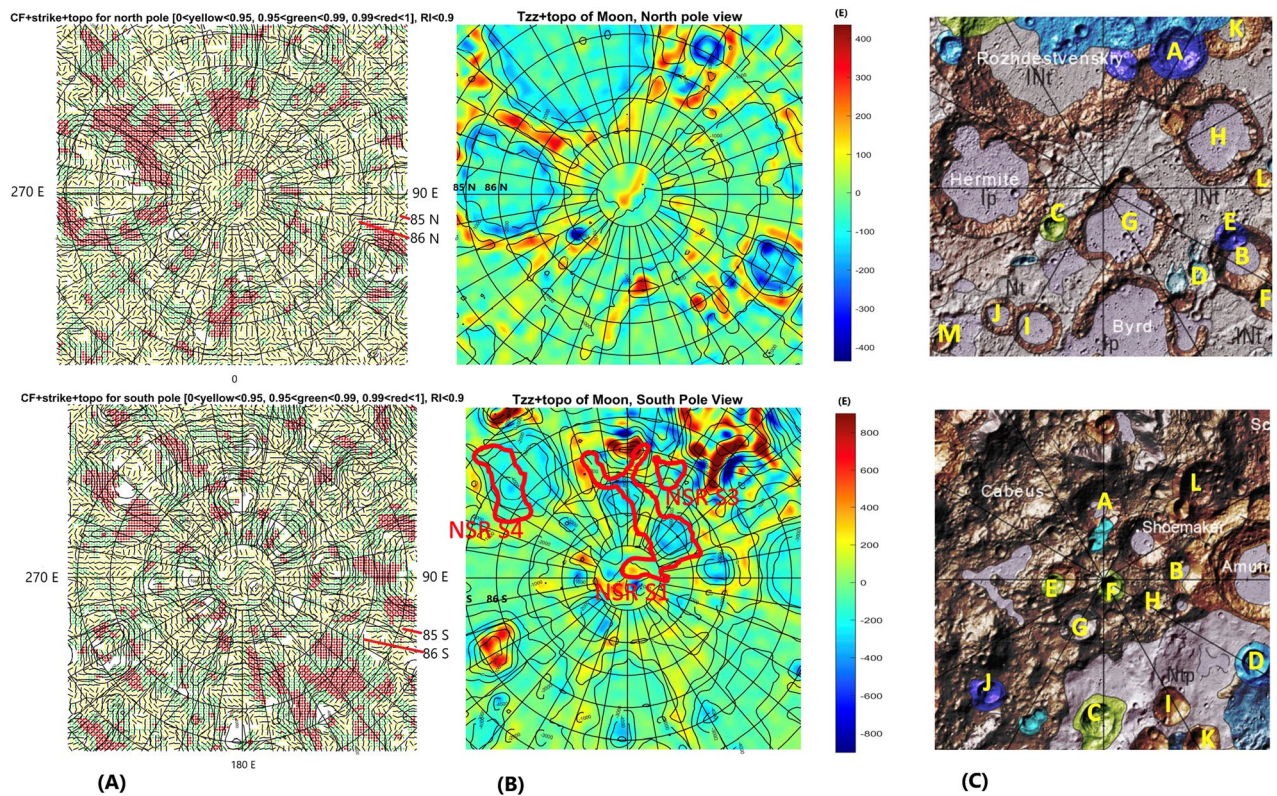 CF+strike+topo for north pole [0<yellow<0.95, 0.95<green<0.99, 0.99<red<1], RI<0.9
270 E
90 E
85 N
86 N
0
Tzz+topo of Moon, North pole view
85 N 86 N
(E)
400
300
200
100
0
-100
-200
-300
-400
Rozhdestvenskiy
INt
A
K
H
Hermite
Ip
L
INt
C
G
E
B
D
Nt
F
J
I
Byrd
Ip
INt
M
CF+strike+topo for south pole [0<yellow<0.95, 0.95<green<0.99, 0.99<red<1], RI<0.9
270 E
90 E
85 S
86 S
180 E
Tzz+topo of Moon, South Pole View
NSR S3
NSR S4
NSR S1
S 86 S
(E)
800
600
400
200
0
-200
-400
-600
-800
Sc
Cabeus
L
A
Shoemaker
B
Amun
E
F
H
G
D
Ntp
J
I
C
K
(A)
(B)
(C)